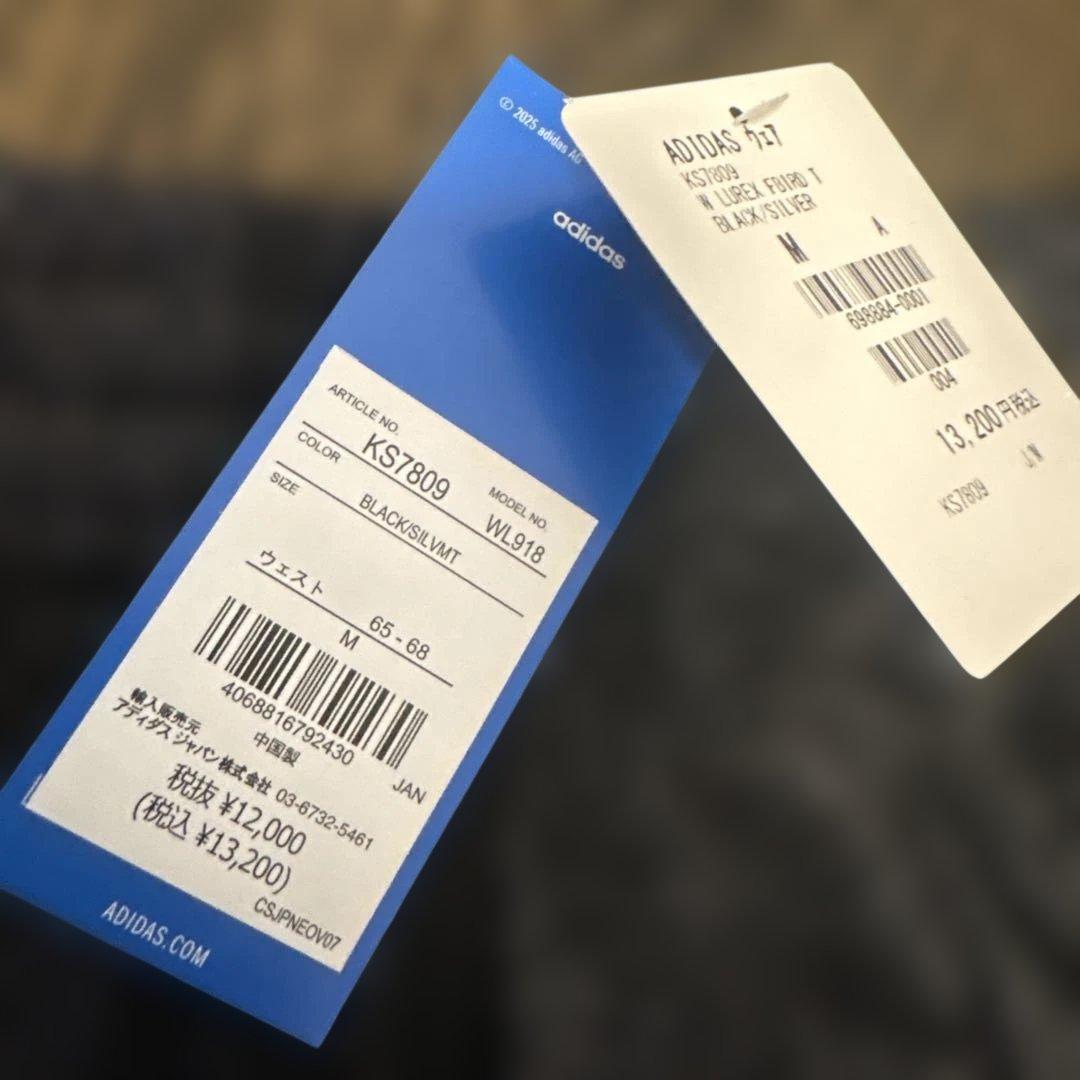 © 2025 adidas AG
adidas
ARTICLE NO.
KS7809
MODEL NO.
WL918
COLOR
BLACK/SILVMT
SIZE
ウェスト 65 - 68
M
4068816792430
中国製
JAN
輸入販売元
アディダス ジャパン株式会社 03-6732-5461
税抜 ¥12,000
(税込 ¥13,200)
CSJPNEOV07
ADIDAS.COM
ADIDAS ウェア
KS7809
W LUREX FBIRD T
BLACK/SILVER
M A
698884-0001
004
13,200円税込
J/W
KS7809